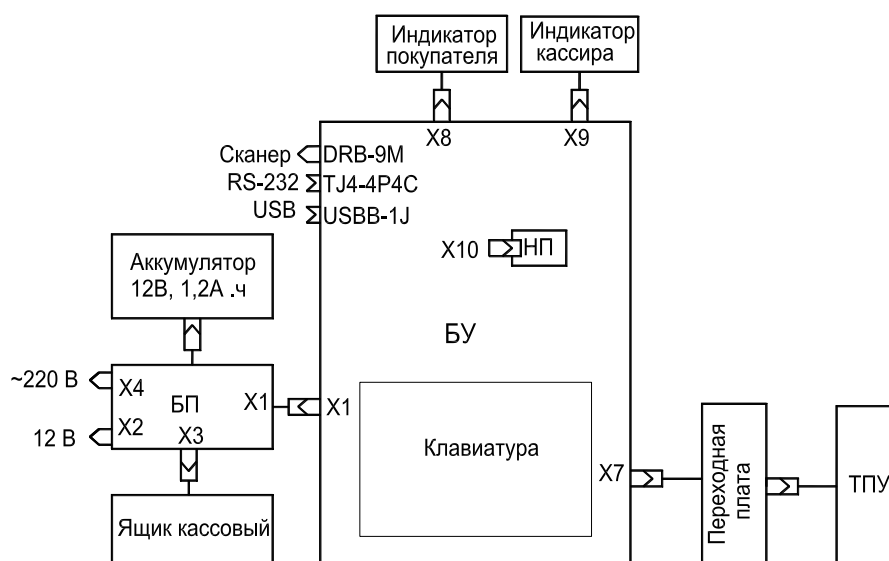 Индикатор
покупателя
Индикатор
кассира
X8
X9
Сканер
DRB-9M
RS-232
TJ4-4P4C
USB
USBB-1J
X10
НП
Аккумулятор
12В, 1,2А .ч
БУ
~220 В
X4
БП
X1
X1
12 В
X2
X3
Клавиатура
X7
Переходная
плата
ТПУ
Ящик кассовый